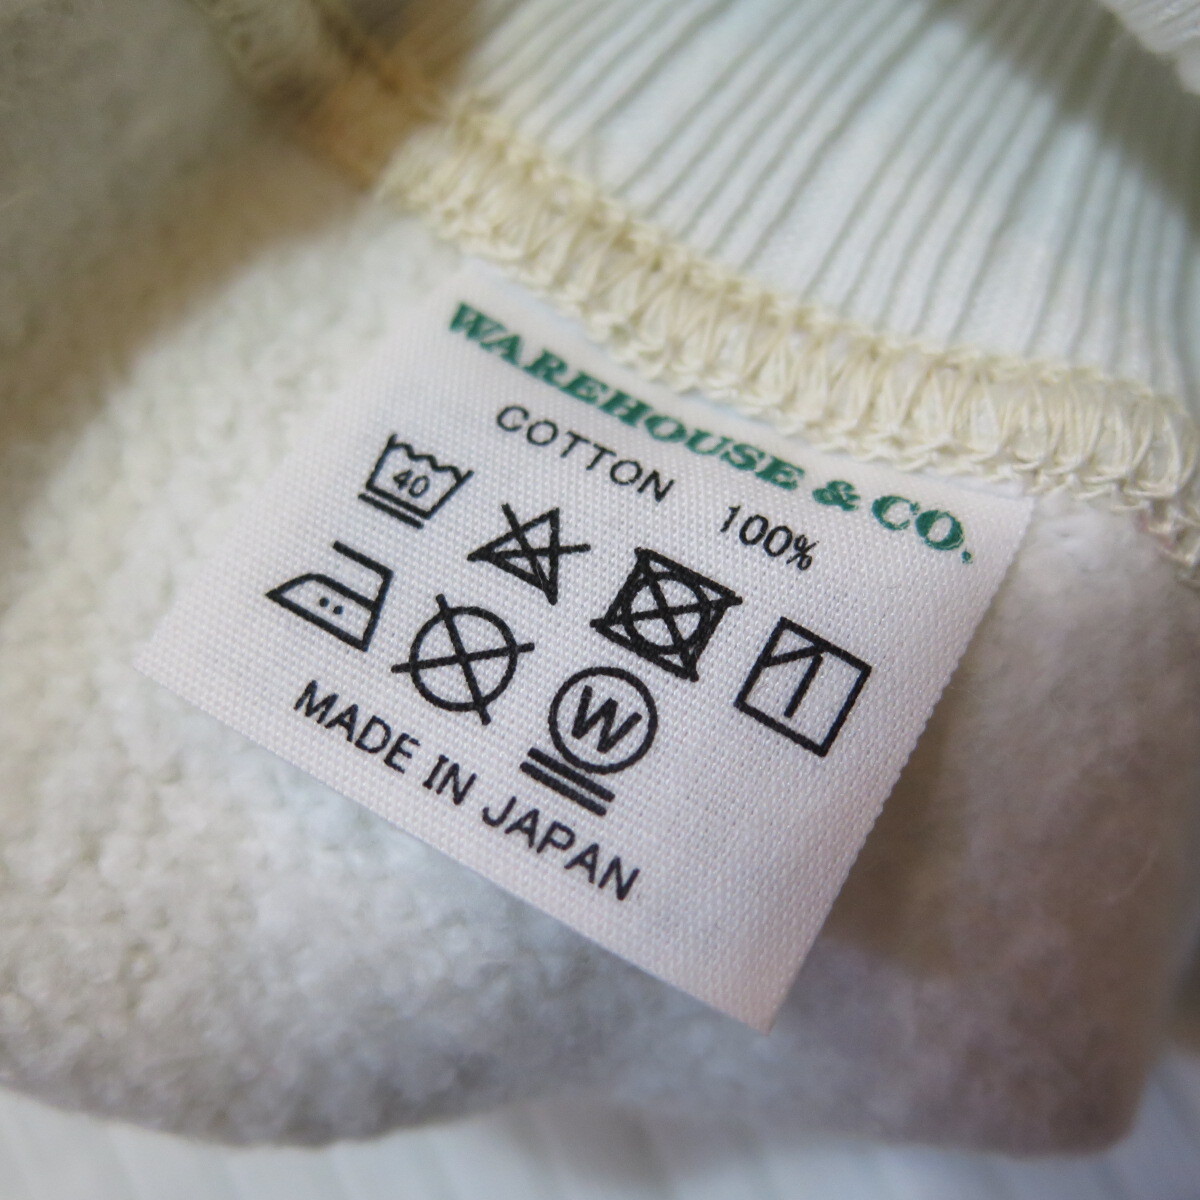 WAREHOUSE & CO.
COTTON 100%
40
W
MADE IN JAPAN